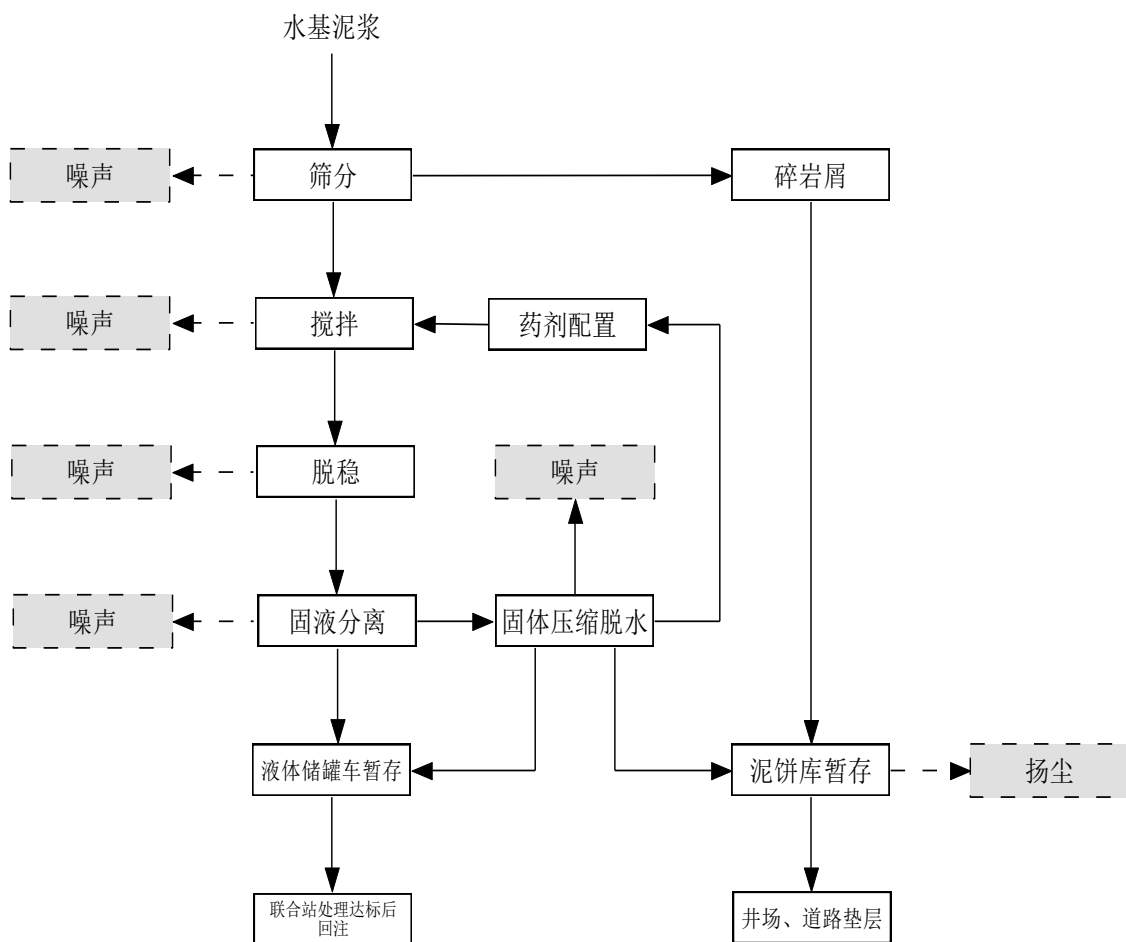 水基泥浆
噪声
筛分
碎岩屑
噪声
搅拌
药剂配置
噪声
脱稳
噪声
噪声
固液分离
固体压缩脱水
液体储罐车暂存
泥饼库暂存
扬尘
联合站处理达标后
回注
井场、道路垫层